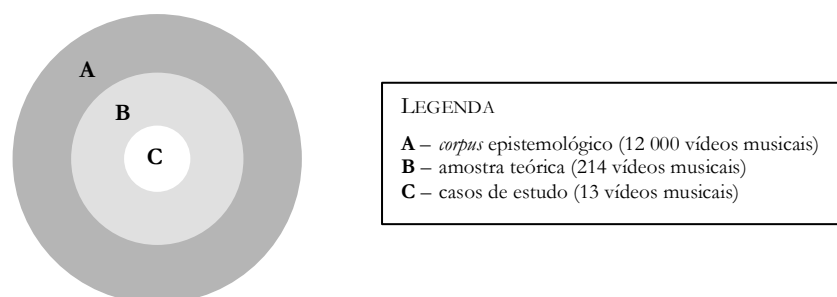 A
B
C
LEGENDA
A – corpus epistemológico (12 000 vídeos musicais)
B – amostra teórica (214 vídeos musicais)
C – casos de estudo (13 vídeos musicais)